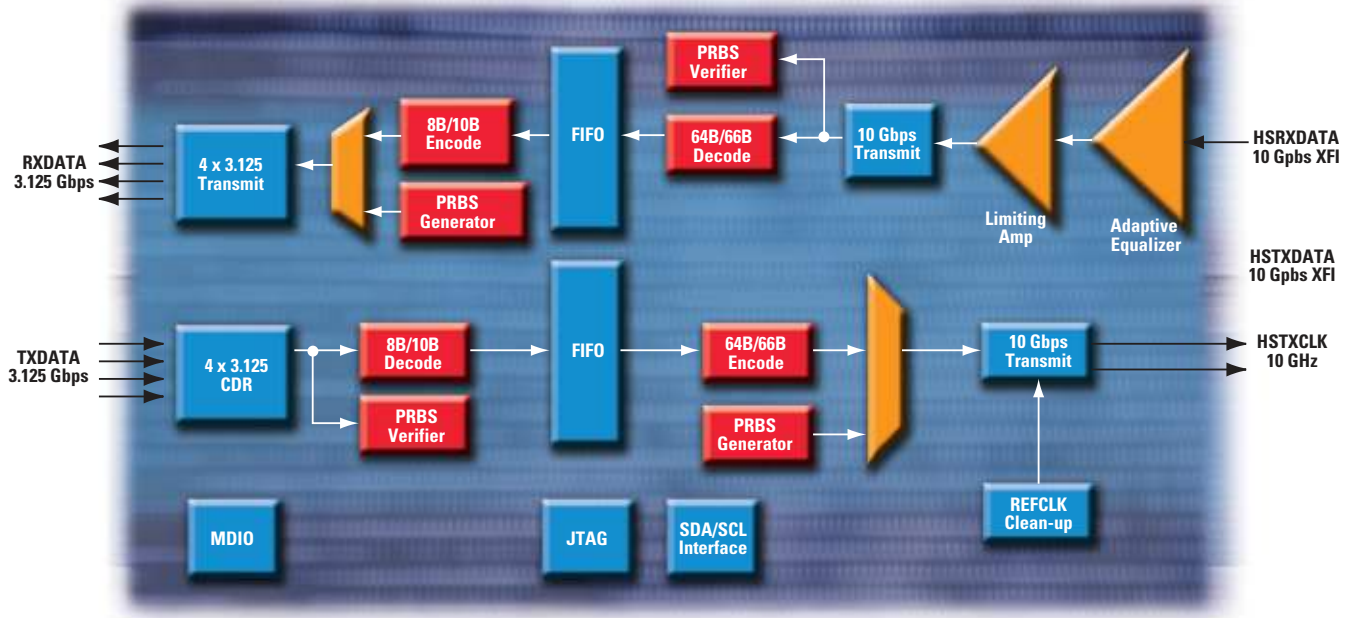 PRBS
Verifier
8B/10B
Encode
FIFO
64B/66B
Decode
10 Gbps
Transmit
HSRXDATA
10 Gpbs XFI
RXDATA
3.125 Gbps
4 x 3.125
Transmit
PRBS
Generator
Limiting
Amp
Adaptive
Equalizer
HSTXDATA
10 Gpbs XFI
TXDATA
3.125 Gbps
4 x 3.125
CDR
8B/10B
Decode
FIFO
64B/66B
Encode
10 Gbps
Transmit
HSTXCLK
10 GHz
PRBS
Verifier
PRBS
Generator
MDIO
JTAG
SDA/SCL
Interface
REFCLK
Clean-up